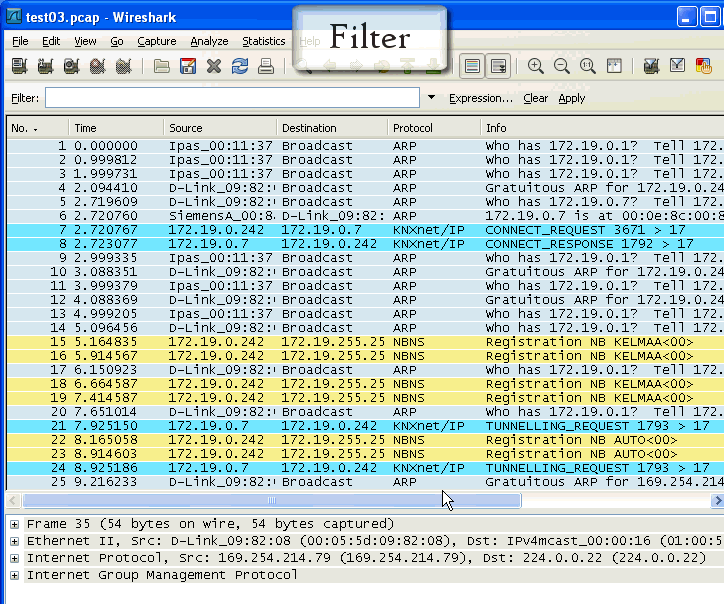 test03.pcap - Wireshark
File Edit View Go Capture Analyze Statistics Help
Filter
Filter: Expression... Clear Apply
No. . Time Source Destination Protocol Info
1 0.000000 Ipas_00:11:37 Broadcast ARP Who has 172.19.0.1? Tell 172.
2 0.999812 Ipas_00:11:37 Broadcast ARP Who has 172.19.0.1? Tell 172.
3 1.999731 Ipas_00:11:37 Broadcast ARP Who has 172.19.0.1? Tell 172.
4 2.094410 D-Link_09:82:( Broadcast ARP Gratuitous ARP for 172.19.0.24
5 2.719609 D-Link_09:82:( Broadcast ARP Who has 172.19.0.7? Tell 172.
6 2.720760 SiemensA_00:8. D-Link_09:82: ARP 172.19.0.7 is at 00:0e:8c:00:8
7 2.720767 172.19.0.242 172.19.0.7 KNXnet/IP CONNECT_REQUEST 3671 > 17
8 2.723077 172.19.0.7 172.19.0.242 KNXnet/IP CONNECT_RESPONSE 1792 > 17
9 2.999335 Ipas_00:11:37 Broadcast ARP Who has 172.19.0.1? Tell 172.
10 3.088351 D-Link_09:82:( Broadcast ARP Gratuitous ARP for 172.19.0.24
11 3.999379 Ipas_00:11:37 Broadcast ARP Who has 172.19.0.1? Tell 172.
12 4.088369 D-Link_09:82:( Broadcast ARP Gratuitous ARP for 172.19.0.24
13 4.999205 Ipas_00:11:37 Broadcast ARP Who has 172.19.0.1? Tell 172.
14 5.096456 D-Link_09:82:( Broadcast ARP Who has 172.19.0.1? Tell 172.
15 5.164835 172.19.0.242 172.19.255.25 NBNS Registration NB KELMAA<00>
16 5.914567 172.19.0.242 172.19.255.25 NBNS Registration NB KELMAA<00>
17 6.150923 D-Link_09:82:( Broadcast ARP Who has 172.19.0.1? Tell 172.
18 6.664587 172.19.0.242 172.19.255.25 NBNS Registration NB KELMAA<00>
19 7.414587 172.19.0.242 172.19.255.25 NBNS Registration NB KELMAA<00>
20 7.651014 D-Link_09:82:( Broadcast ARP Who has 172.19.0.1? Tell 172.
21 7.925150 172.19.0.7 172.19.0.242 KNXnet/IP TUNNELLING_REQUEST 1793 > 17
22 8.165058 172.19.0.242 172.19.255.25 NBNS Registration NB AUTO<00>
23 8.914603 172.19.0.242 172.19.255.25 NBNS Registration NB AUTO<00>
24 8.925186 172.19.0.7 172.19.0.242 KNXnet/IP TUNNELLING_REQUEST 1793 > 17
25 9.216233 D-Link_09:82:( Broadcast ARP Gratuitous ARP for 169.254.214
Frame 35 (54 bytes on wire, 54 bytes captured)
Ethernet II, Src: D-Link_09:82:08 (00:05:5d:09:82:08), Dst: IPv4mcast_00:00:16 (01:00:5
Internet Protocol, Src: 169.254.214.79 (169.254.214.79), Dst: 224.0.0.22 (224.0.0.22)
Internet Group Management Protocol